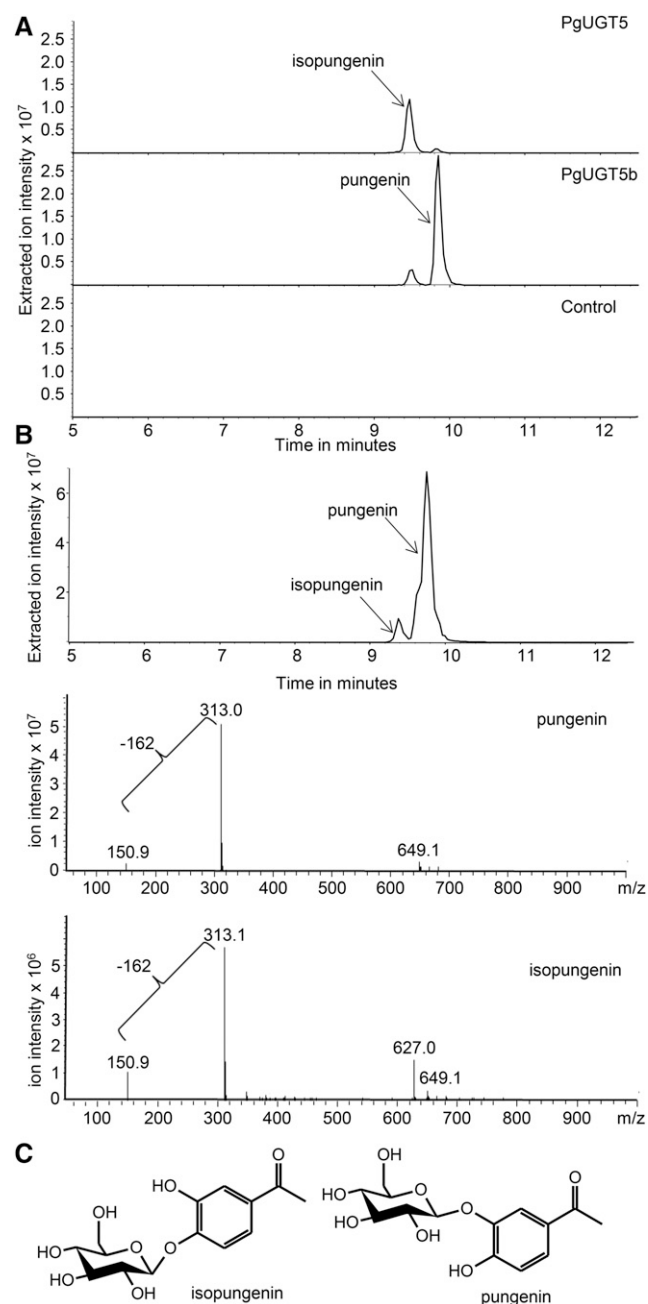 A
PgUGT5
isopungenin
2.5
2.0
1.5
1.0
0.5
PgUGT5b
pungenin
2.5
2.0
1.5
1.0
0.5
Control
2.5
2.0
1.5
1.0
0.5
Extracted ion intensity x 10⁷
5 6 7 8 9 10 11 12
Time in minutes
B
Extracted ion intensity x 10⁷
6
4
2
pungenin
isopungenin
5 6 7 8 9 10 11 12
Time in minutes
ion intensity x 10⁷
5
4
3
2
1
0
313.0
pungenin
-162
150.9
649.1
100 200 300 400 500 600 700 800 900 m/z
ion intensity x 10⁶
5
4
3
2
1
0
313.1
isopungenin
-162
150.9
627.0
649.1
100 200 300 400 500 600 700 800 900 m/z
C
OH
HO
O
HO
HO
OH
O
O
isopungenin
OH
HO
HO
O
OH
O
HO
O
pungenin